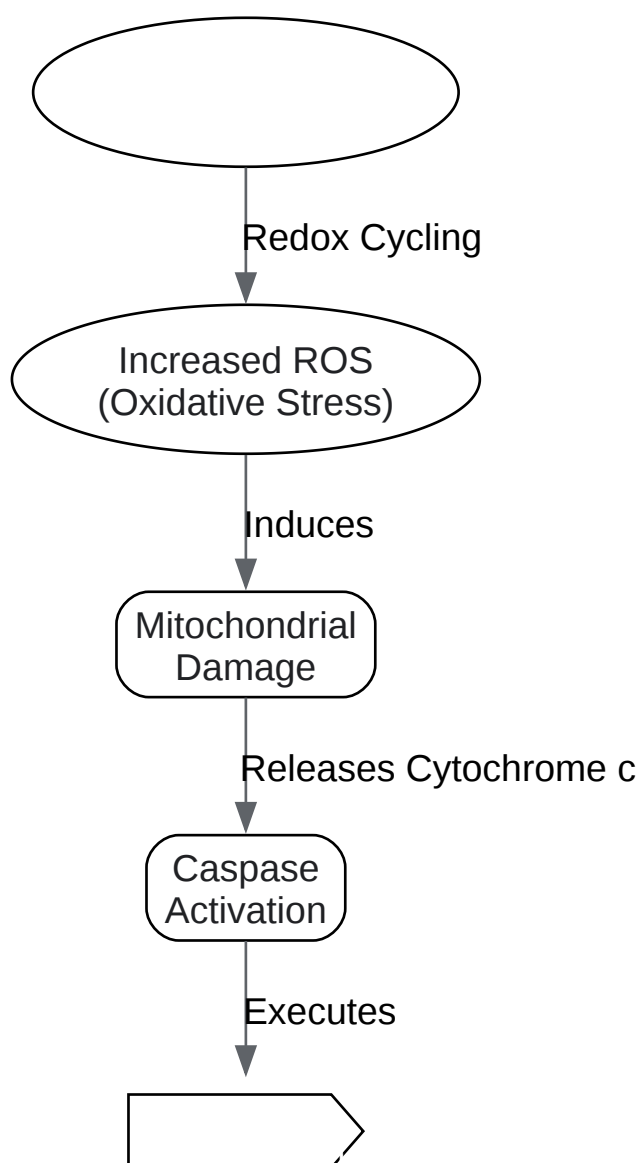 Redox Cycling
Increased ROS
(Oxidative Stress)
Induces
Mitochondrial
Damage
Releases Cytochrome c
Caspase
Activation
Executes